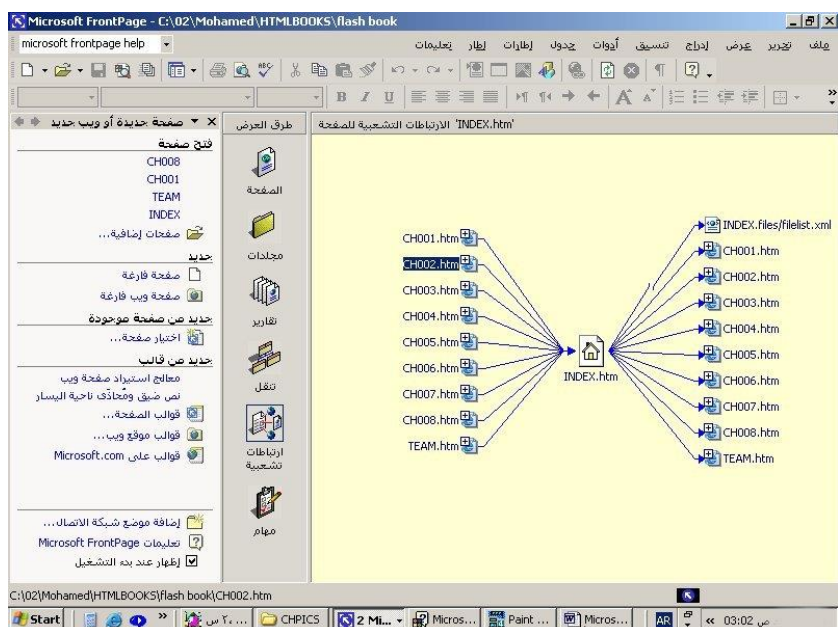 Microsoft FrontPage - C:\02\Mohamed\HTMLBOOKS\flash book
microsoft frontpage help
ملف تحرير عرض إدراج تنسيق أدوات جدول إطارات إطار تعليمات
B I U
صفحة جديدة أو ويب جديد
فتح صفحة
CH008
CH001
TEAM
INDEX
صفحات إضافية...
جديد
صفحة فارغة
صفحة ويب فارغة
جديد من صفحة موجودة
اختيار صفحة...
جديد من قالب
معالج استيراد صفحة ويب
نص ضيق ومحاذى ناحية اليسار
قوالب الصفحة...
قوالب موقع ويب...
قوالب على Microsoft.com
إضافة موضع شبكة الاتصال...
تعليمات Microsoft FrontPage
إظهار عند بدء التشغيل
طرق العرض
الصفحة
مجلدات
تقارير
تنقل
ارتباطات
تشعبية
مهام
الارتباطات التشعبية للصفحة 'INDEX.htm'
CH001.htm
CH002.htm
CH003.htm
CH004.htm
CH005.htm
CH006.htm
CH007.htm
CH008.htm
TEAM.htm
INDEX.htm
INDEX.files/filelist.xml
CH001.htm
CH002.htm
CH003.htm
CH004.htm
CH005.htm
CH006.htm
CH007.htm
CH008.htm
TEAM.htm
C:\02\Mohamed\HTMLBOOKS\flash book\CH002.htm
Start
CHPICS
2 Mi...
Micros...
Paint ...
Micros...
AR
03:02 ص